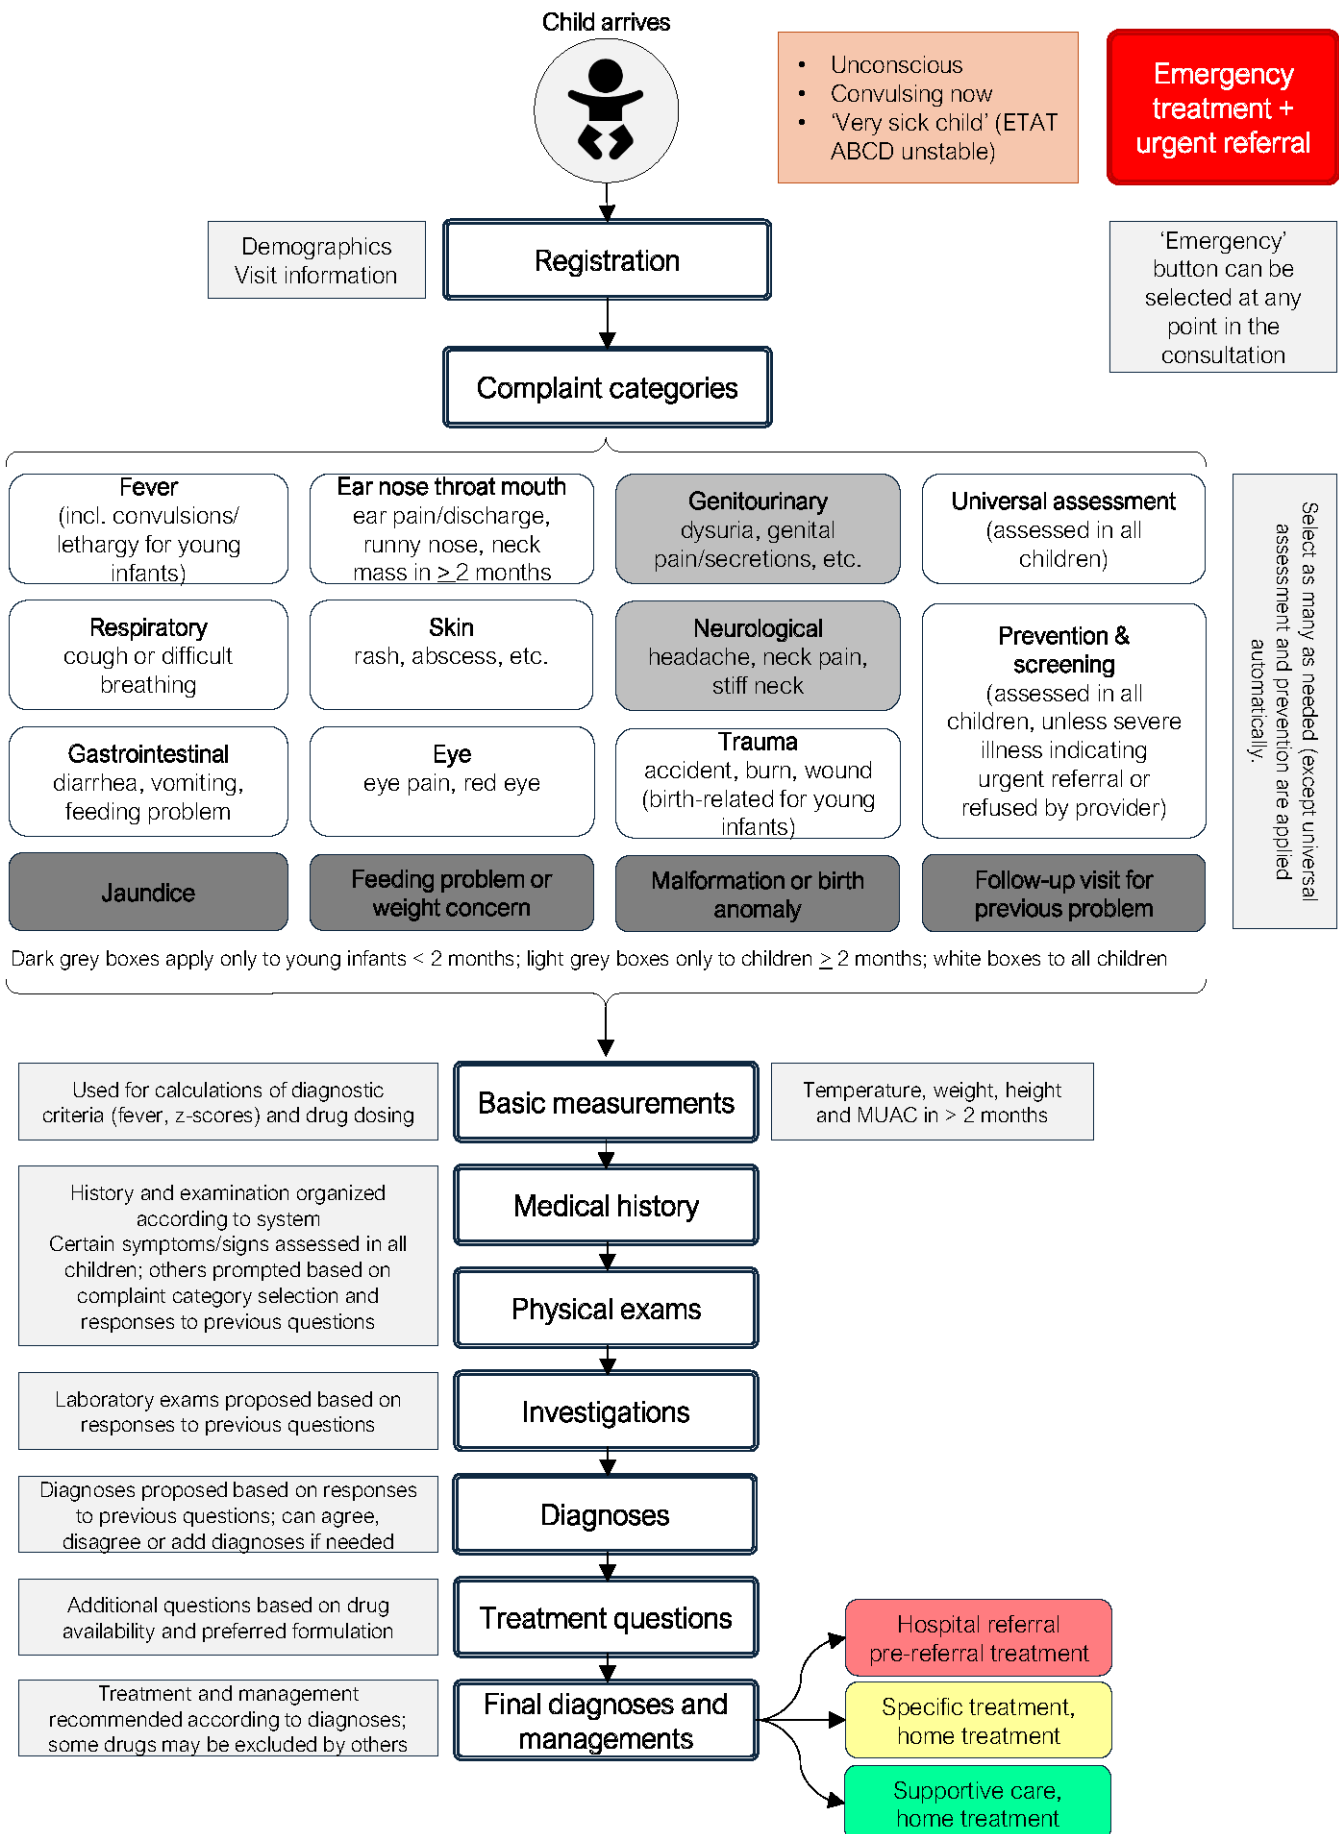 Child arrives
• Unconscious
• Convulsing now
• ‘Very sick child’ (ETAT
ABCD unstable)
Emergency
treatment +
urgent referral
Demographics
Visit information
Registration
‘Emergency’
button can be
selected at any
point in the
consultation
Complaint categories
Fever
(incl. convulsions/
lethargy for young
infants)
Ear nose throat mouth
ear pain/discharge,
runny nose, neck
mass in ≥ 2 months
Genitourinary
dysuria, genital
pain/secretions, etc.
Universal assessment
(assessed in all
children)
Respiratory
cough or difficult
breathing
Skin
rash, abscess, etc.
Neurological
headache, neck pain,
stiff neck
Prevention &
screening
(assessed in all
children, unless severe
illness indicating
urgent referral or
refused by provider)
Gastrointestinal
diarrhea, vomiting,
feeding problem
Eye
eye pain, red eye
Trauma
accident, burn, wound
(birth-related for young
infants)
Jaundice
Feeding problem or
weight concern
Malformation or birth
anomaly
Follow-up visit for
previous problem
Select as many as needed (except universal
assessment and prevention are applied
automatically.
Dark grey boxes apply only to young infants < 2 months; light grey boxes only to children ≥ 2 months; white boxes to all children
Used for calculations of diagnostic
criteria (fever, z-scores) and drug dosing
Basic measurements
Temperature, weight, height
and MUAC in > 2 months
History and examination organized
according to system
Certain symptoms/signs assessed in all
children; others prompted based on
complaint category selection and
responses to previous questions
Medical history
Physical exams
Laboratory exams proposed based on
responses to previous questions
Investigations
Diagnoses proposed based on responses
to previous questions; can agree,
disagree or add diagnoses if needed
Diagnoses
Additional questions based on drug
availability and preferred formulation
Treatment questions
Treatment and management
recommended according to diagnoses;
some drugs may be excluded by others
Final diagnoses and
managements
Hospital referral
pre-referral treatment
Specific treatment,
home treatment
Supportive care,
home treatment